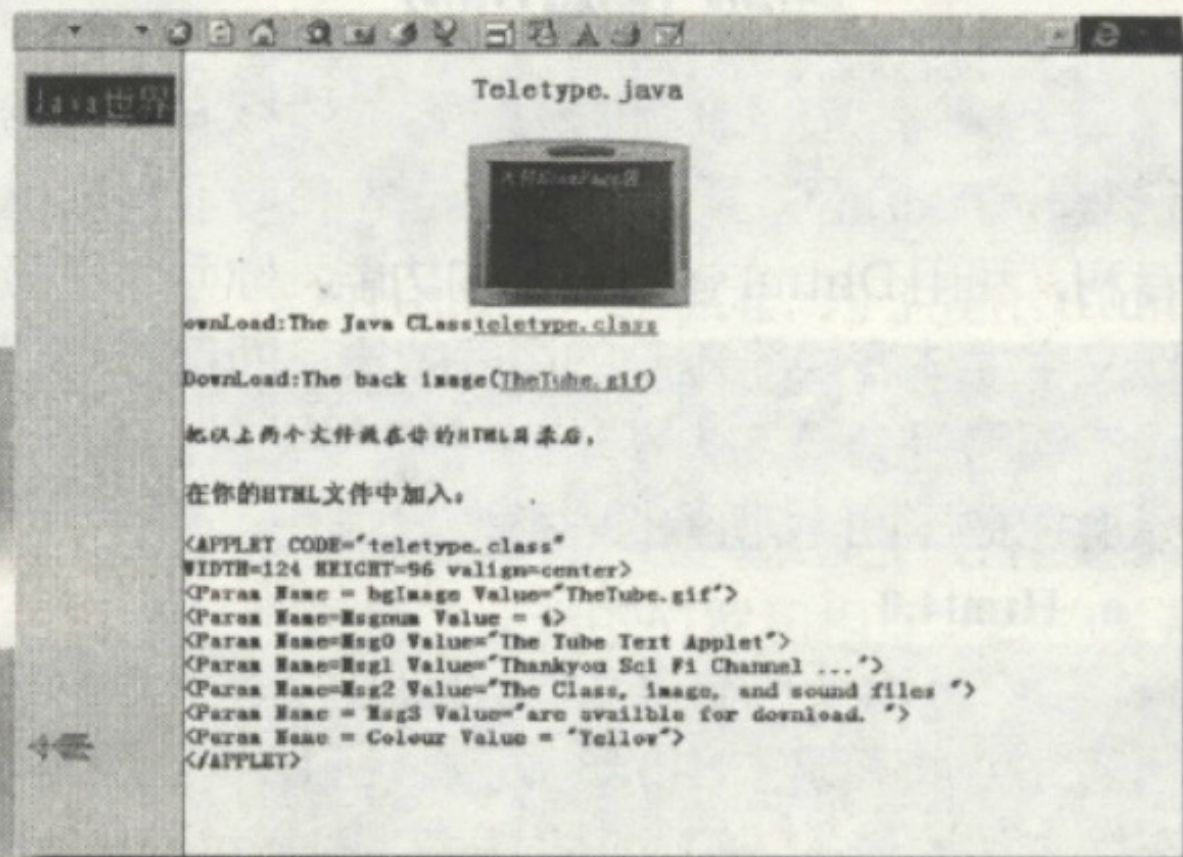 Java世界
Teletype.java
ownLoad:The Java CLassteletype.class
DownLoad:The back image(TheTube.gif)
把以上两个文件放在你的HTML目录后,
在你的HTML文件中加入:
<APPLET CODE="teletype.class"
WIDTH=124 HEIGHT=96 valign=center>
<Param Name = bgImage Value="TheTube.gif">
<Param Name=Msgnum Value = 4>
<Param Name=Msg0 Value="The Tube Text Applet">
<Param Name=Msg1 Value="Thankyou Sci Fi Channel ...">
<Param Name=Msg2 Value="The Class, image, and sound files ">
<Param Name = Msg3 Value="are availble for download. ">
<Param Name = Colour Value = "Yellow">
</APPLET>